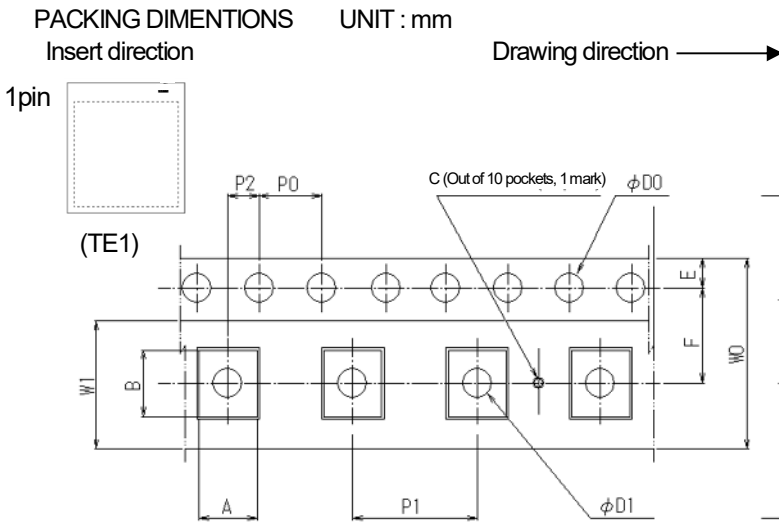 PACKING DIMENTIONS UNIT : mm
Insert direction
Drawing direction
1pin
(TE1)
P2 P0
C (Out of 10 pockets, 1 mark)
φD0
E
F
W0
W1
B
A
P1
φD1